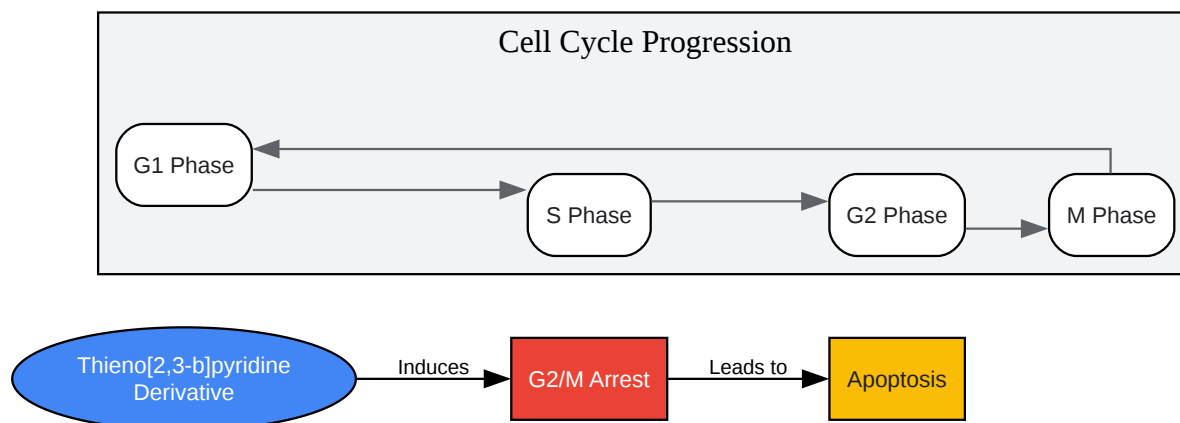 Cell Cycle Progression
G1 Phase
S Phase
G2 Phase
M Phase
Thieno[2,3-b]pyridine
Derivative
Induces
G2/M Arrest
Leads to
Apoptosis